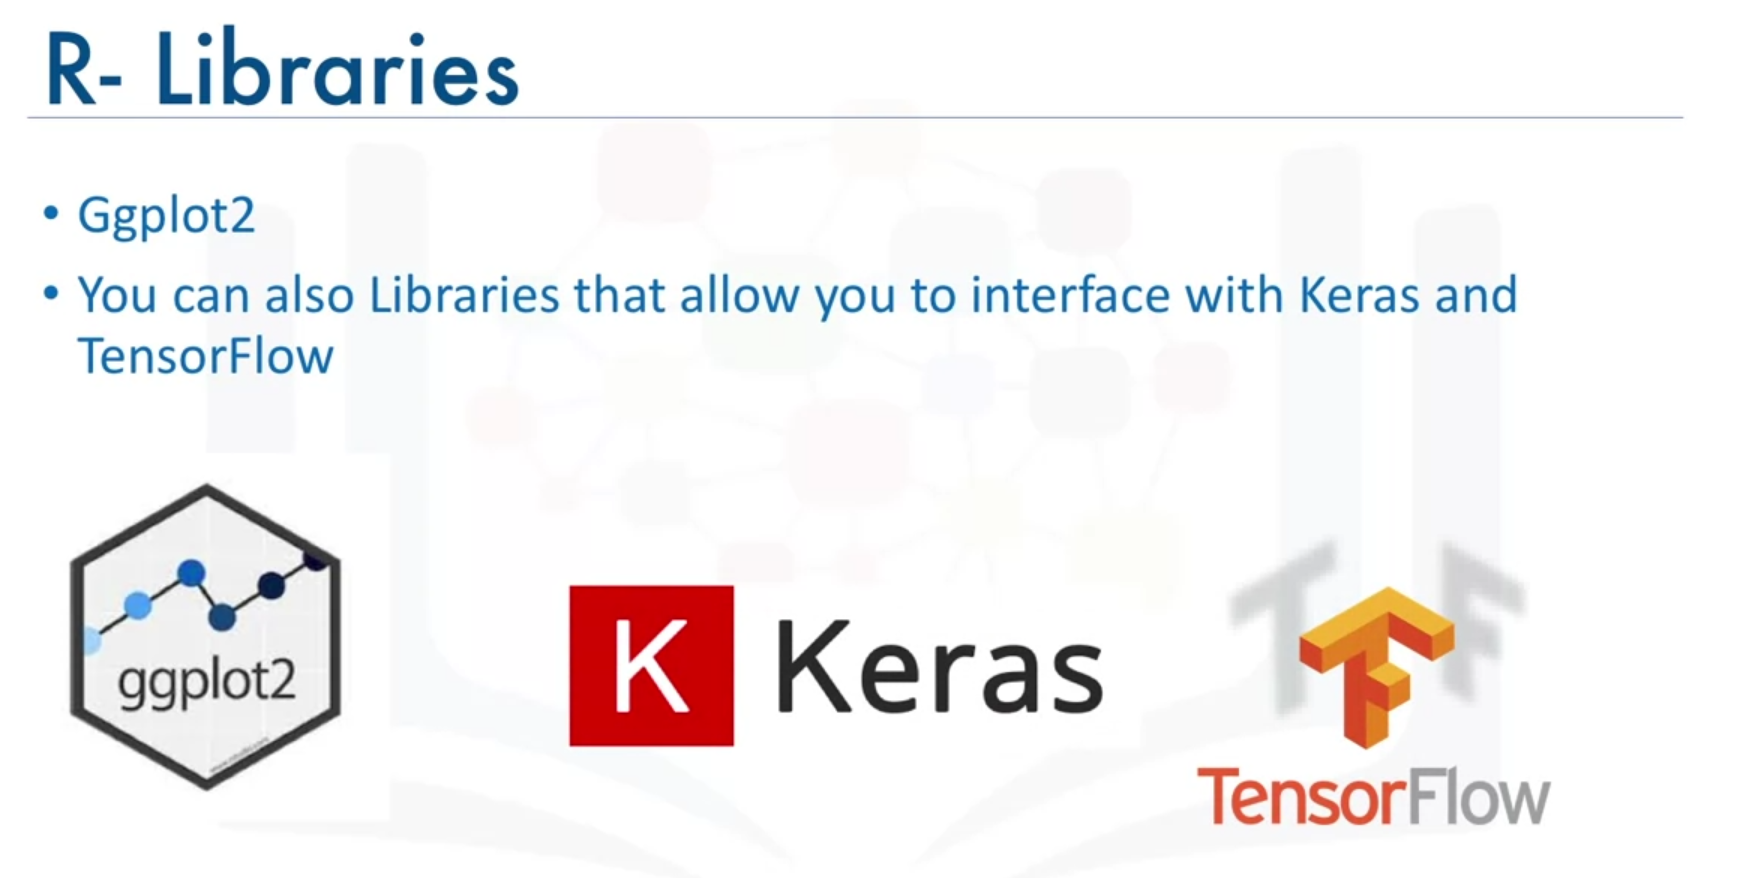 R- Libraries
• Ggplot2
• You can also Libraries that allow you to interface with Keras and
TensorFlow
ggplot2
K Keras
TensorFlow